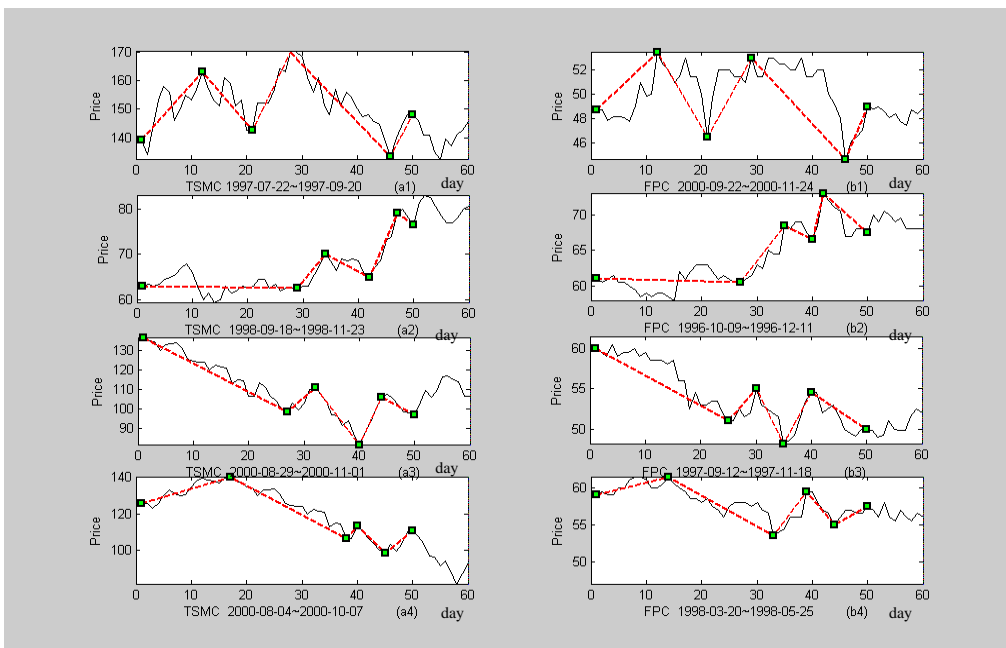 170
160
150
140
Price
0 10 20 30 40 50 60
TSMC 1997-07-22~1997-09-20 (a1) day
52
50
48
46
Price
0 10 20 30 40 50 60
FPC 2000-09-22~2000-11-24 (b1) day
80
70
60
Price
0 10 20 30 40 50 60
TSMC 1998-09-18~1998-11-23 (a2) day
70
65
60
Price
0 10 20 30 40 50 60
FPC 1996-10-09~1996-12-11 (b2) day
130
120
110
100
90
Price
0 10 20 30 40 50 60
TSMC 2000-08-29~2000-11-01 (a3) day
60
55
50
Price
0 10 20 30 40 50 60
FPC 1997-09-12~1997-11-18 (b3) day
140
120
100
Price
0 10 20 30 40 50 60
TSMC 2000-08-04~2000-10-07 (a4) day
60
55
50
Price
0 10 20 30 40 50 60
FPC 1998-03-20~1998-05-25 (b4) day